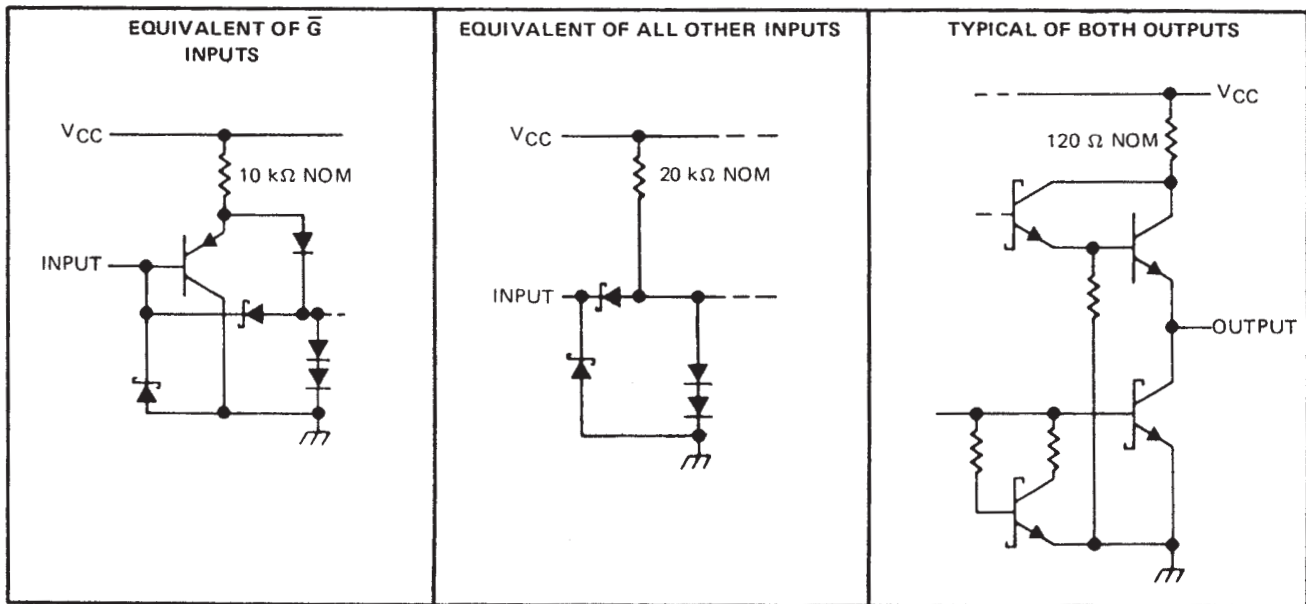 EQUIVALENT OF G̅
INPUTS
VCC
10 kΩ NOM
INPUT
EQUIVALENT OF ALL OTHER INPUTS
VCC
20 kΩ NOM
INPUT
TYPICAL OF BOTH OUTPUTS
VCC
120 Ω NOM
OUTPUT